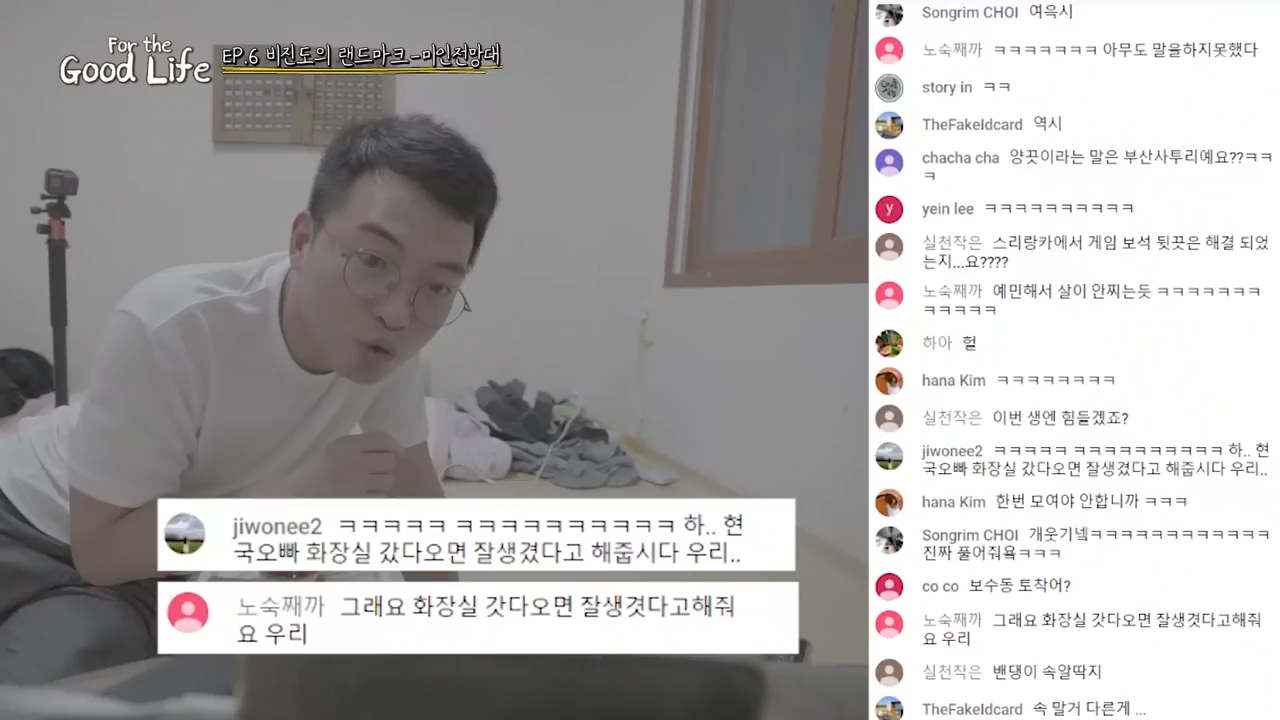 For the
Good Life
EP.6 비진도의 랜드마크-미인전망대
jiwonee2 ㅋㅋㅋㅋㅋ ㅋㅋㅋㅋㅋㅋㅋㅋㅋㅋ 하.. 현
국오빠 화장실 갔다오면 잘생겼다고 해줍시다 우리..
노숙째까 그래요 화장실 갓다오면 잘생겻다고해줘
요 우리
Songrim CHOI 여윽시
노숙째까 ㅋㅋㅋㅋㅋㅋㅋ 아무도 말을하지못했다
story in ㅋㅋ
TheFakeIdcard 역시
chacha cha 양끗이라는 말은 부산사투리예요??ㅋㅋ
ㅋ
y
yein lee ㅋㅋㅋㅋㅋㅋㅋㅋㅋㅋ
실천작은 스리랑카에서 게임 보석 뒷끗은 해결 되었
는지...요????
노숙째까 예민해서 살이 안찌는듯 ㅋㅋㅋㅋㅋㅋㅋ
ㅋㅋㅋㅋㅋ
하아 헐
hana Kim ㅋㅋㅋㅋㅋㅋㅋㅋ
실천작은 이번 생엔 힘들겠죠?
jiwonee2 ㅋㅋㅋㅋㅋ ㅋㅋㅋㅋㅋㅋㅋㅋㅋㅋ 하.. 현
국오빠 화장실 갔다오면 잘생겼다고 해줍시다 우리..
hana Kim 한번 모여야 안합니까 ㅋㅋㅋ
Songrim CHOI 개웃기넼ㅋㅋㅋㅋㅋㅋㅋㅋㅋㅋㅋㅋ
진짜 풀어줘욬ㅋㅋㅋ
co co 보수동 토착어?
노숙째까 그래요 화장실 갓다오면 잘생겻다고해줘
요 우리
실천작은 밴댕이 속알딱지
TheFakeIdcard 속 말거 다른게 ...